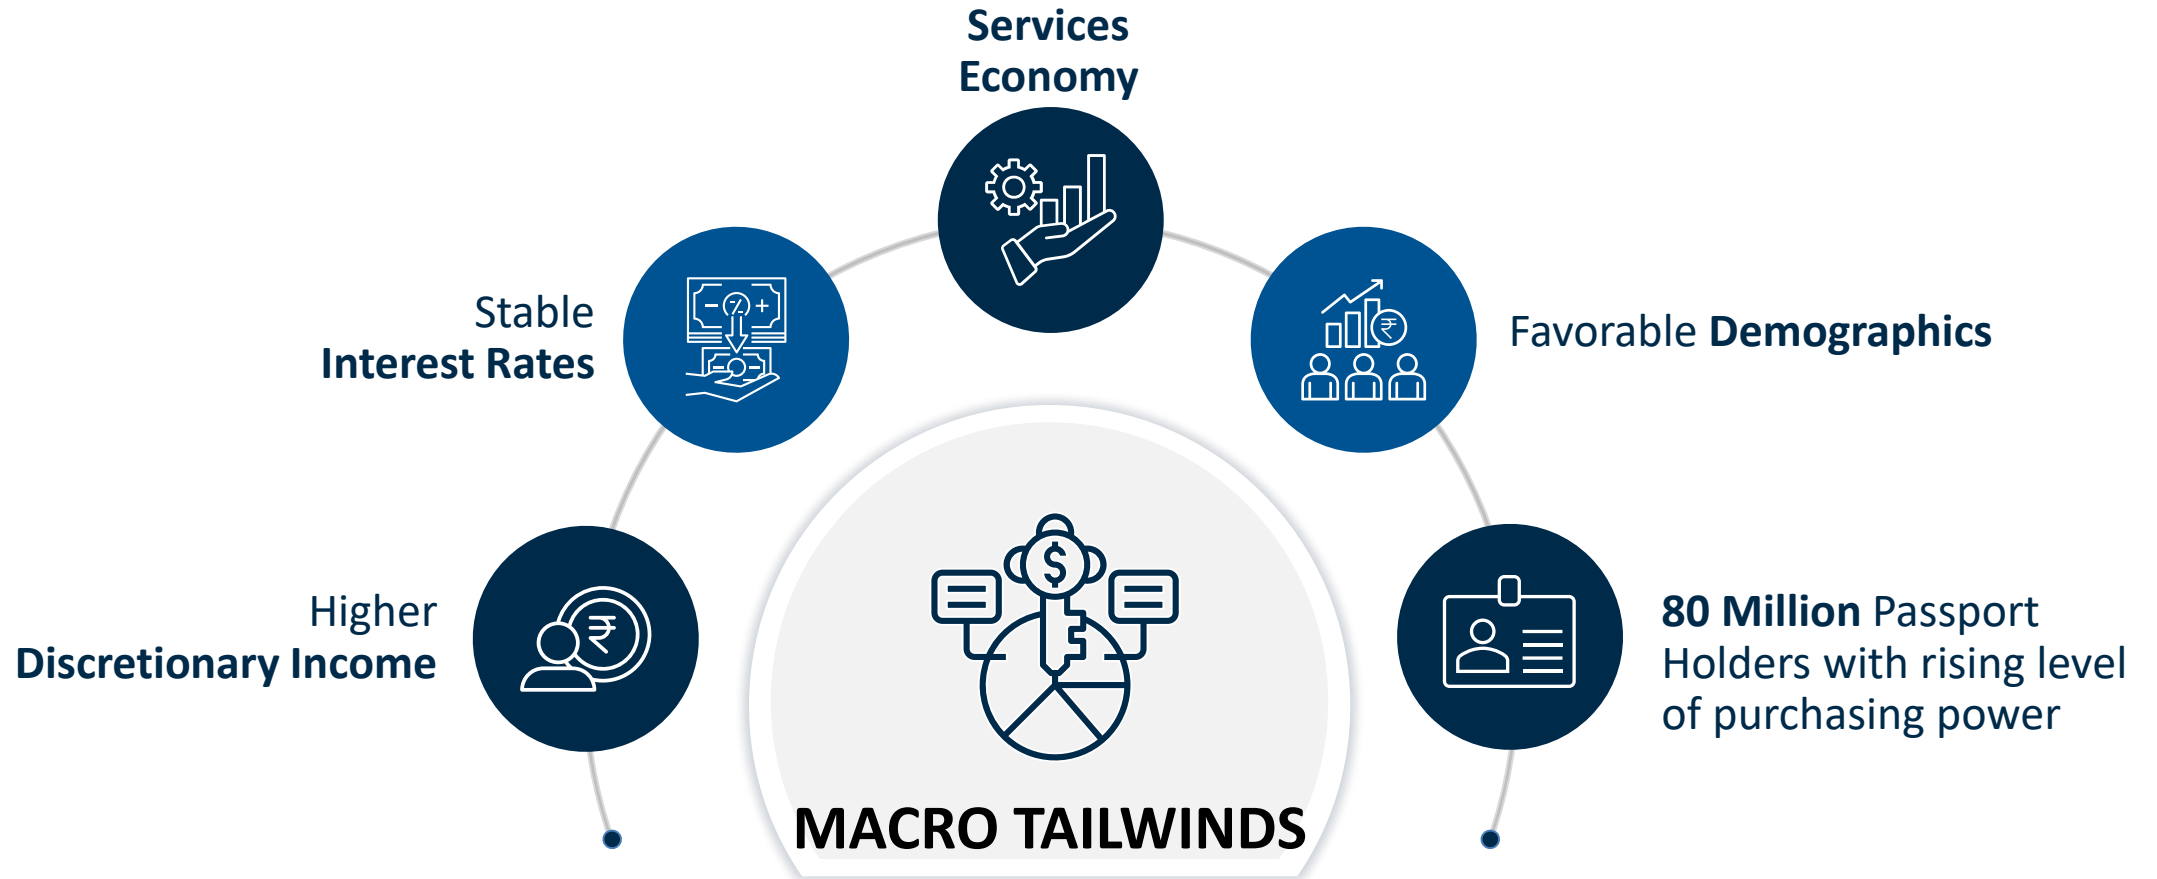 Services
Economy
Stable
Interest Rates
Favorable Demographics
Higher
Discretionary Income
80 Million Passport
Holders with rising level
of purchasing power
MACRO TAILWINDS